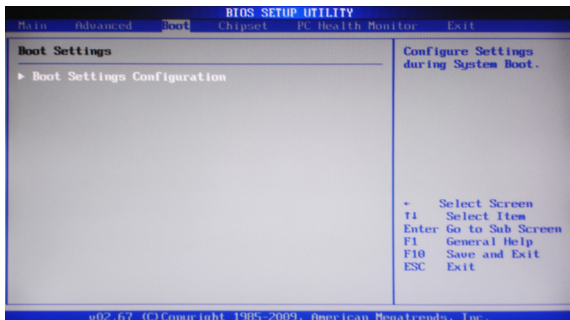 BIOS SETUP UTILITY
Main Advanced Boot Chipset PC Health Monitor Exit
Boot Settings
▶ Boot Settings Configuration
Configure Settings
during System Boot.
← Select Screen
↑↓ Select Item
Enter Go to Sub Screen
F1 General Help
F10 Save and Exit
ESC Exit
v02.67 (C)Copyright 1985-2009, American Megatrends, Inc.